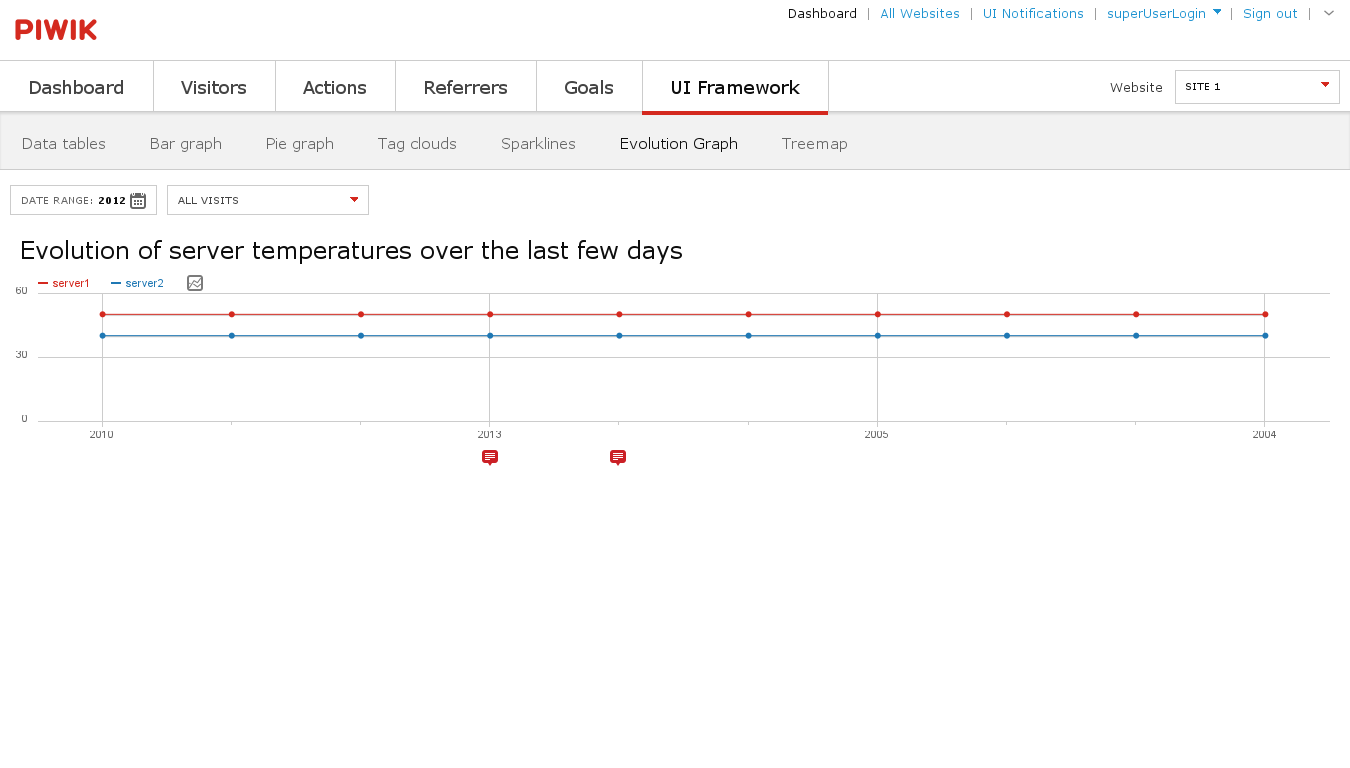 Dashboard | All Websites | UI Notifications | superUserLogin | Sign out |
PIWIK
Dashboard Visitors Actions Referrers Goals UI Framework Website SITE 1
Data tables Bar graph Pie graph Tag clouds Sparklines Evolution Graph Treemap
DATE RANGE: 2012 ALL VISITS
Evolution of server temperatures over the last few days
server1 server2
60
30
0
2010 2013 2005 2004